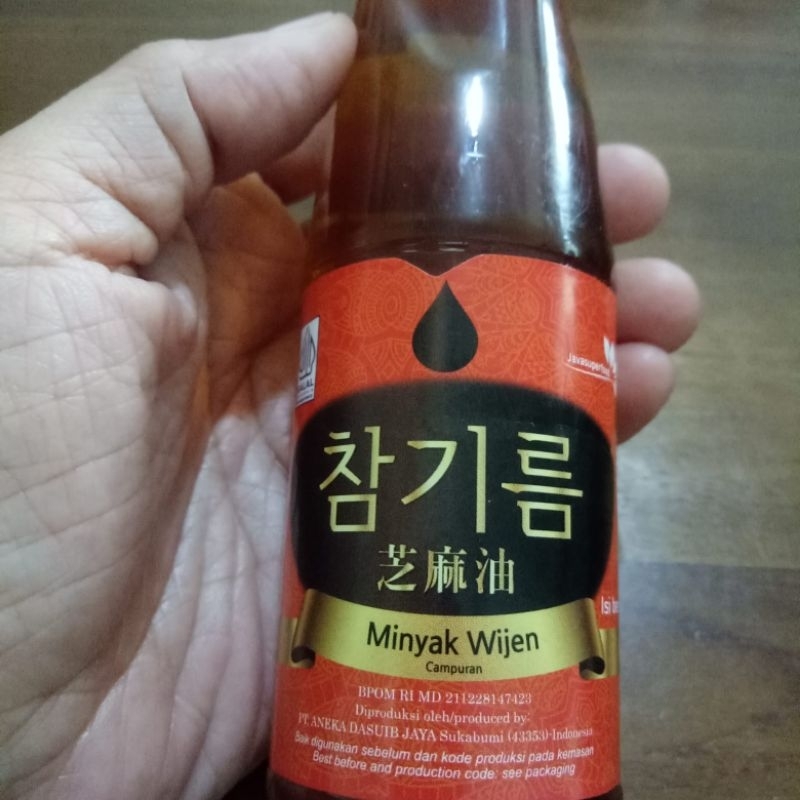 Javasuperfood
참기름
芝麻油
Minyak Wijen
Campuran
BPOM RI MD 211228147423
Diproduksi oleh/produced by:
PT. ANEKA DASUIB JAYA Sukabumi (43353)-Indonesia
Baik digunakan sebelum dan kode produksi pada kemasan
Best before and production code: see packaging